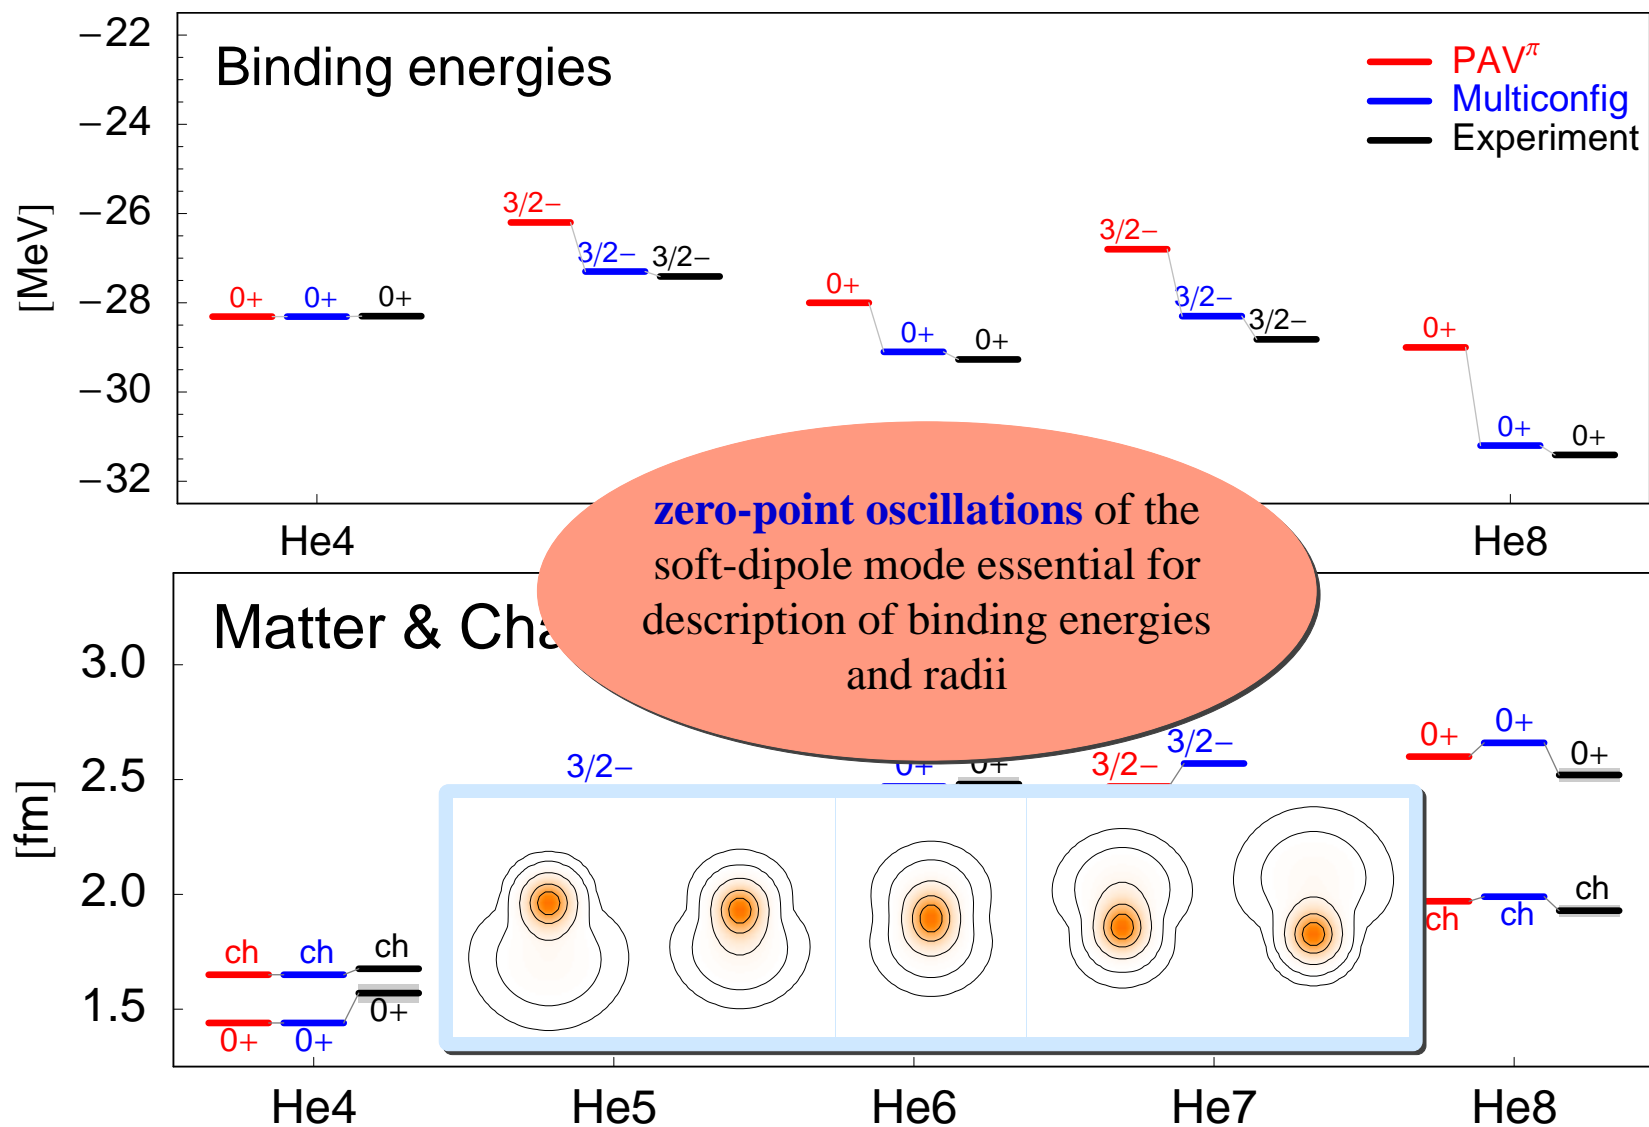 Binding energies
PAVπ
Multiconfig
Experiment
[MeV]
−22
−24
−26
−28
−30
−32
0+ 0+ 0+
3/2− 3/2− 3/2−
0+ 0+ 0+
3/2− 3/2− 3/2−
0+ 0+ 0+
He4 He8
zero-point oscillations of the
soft-dipole mode essential for
description of binding energies
and radii
Matter & Cha
[fm]
3.0
2.5
2.0
1.5
ch ch ch
0+ 0+ 0+
3/2−
0+ 0+
3/2− 3/2−
0+ 0+ 0+
ch ch ch
He4 He5 He6 He7 He8